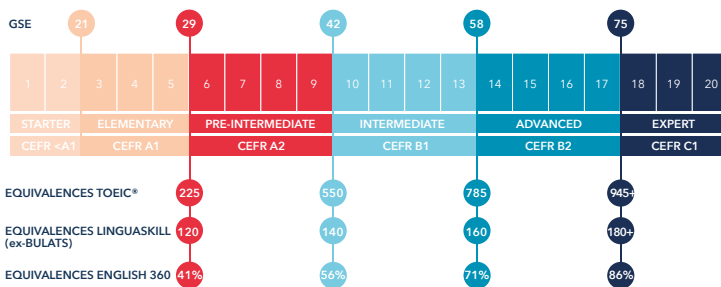 GSE 21 29 42 58 75
1 2 3 4 5 6 7 8 9 10 11 12 13 14 15 16 17 18 19 20
STARTER ELEMENTARY PRE-INTERMEDIATE INTERMEDIATE ADVANCED EXPERT
CEFR <A1 CEFR A1 CEFR A2 CEFR B1 CEFR B2 CEFR C1
EQUIVALENCES TOEIC® 225 550 785 945+
EQUIVALENCES LINGUASKILL 120 140 160 180+
(ex-BULATS)
EQUIVALENCES ENGLISH 360 41% 56% 71% 86%